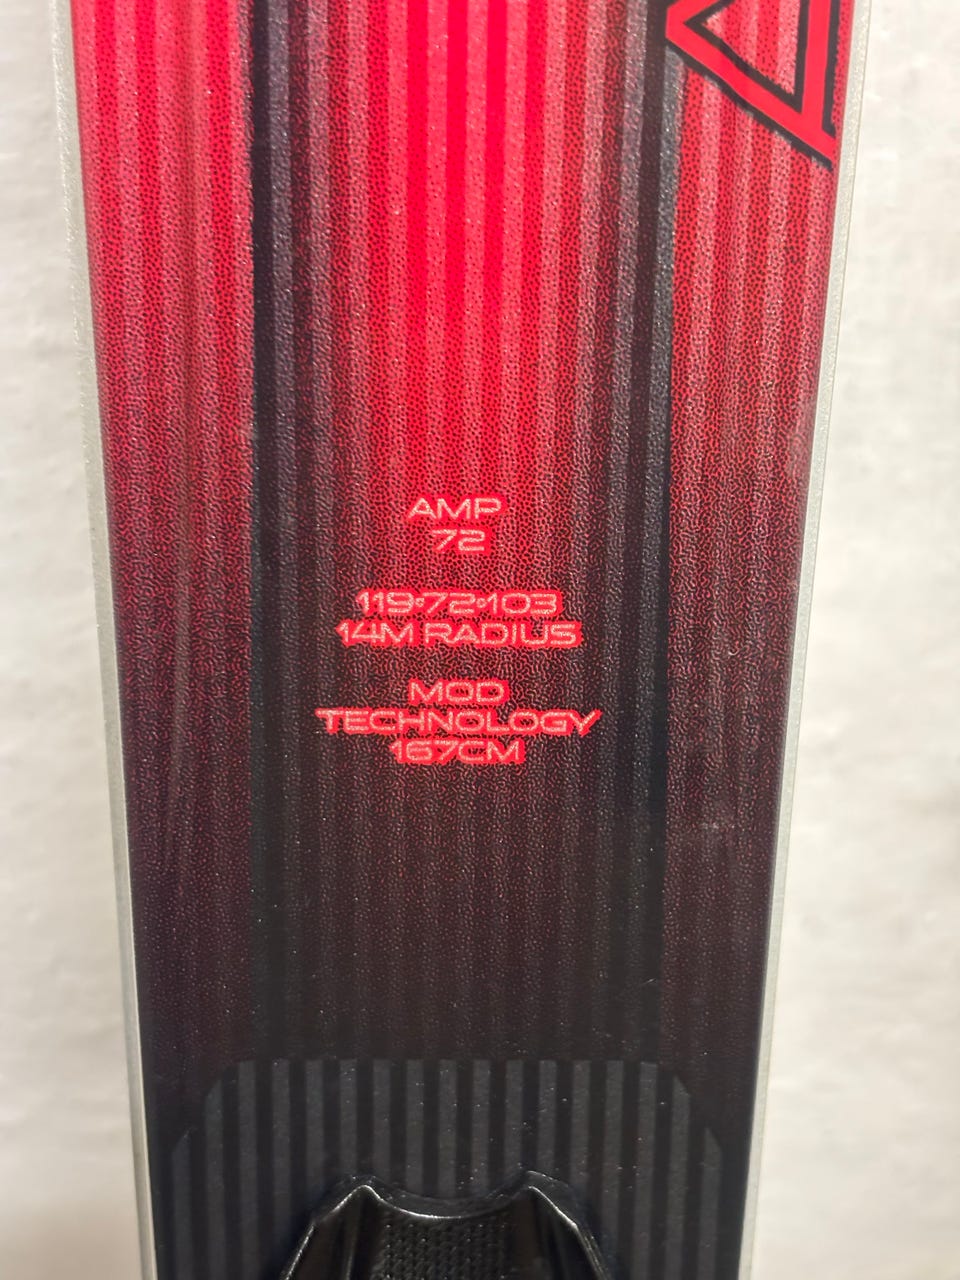 AMP
72
119•72•103
14M RADIUS
MOD
TECHNOLOGY
167CM